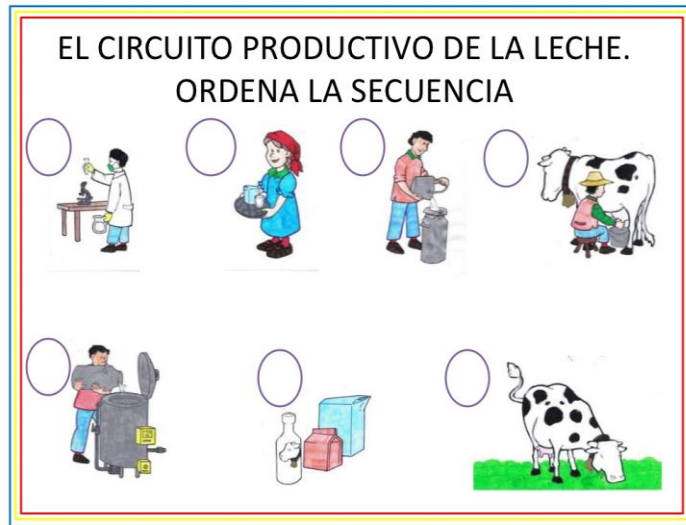 EL CIRCUITO PRODUCTIVO DE LA LECHE.
ORDENA LA SECUENCIA